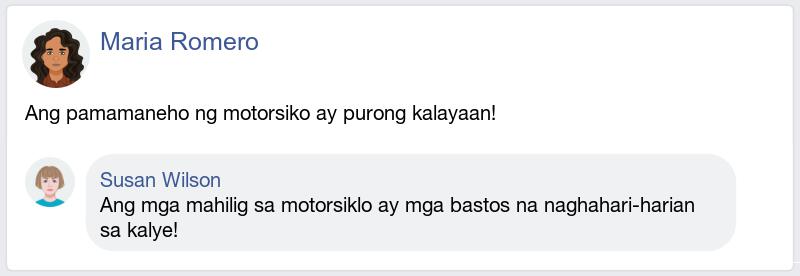 Maria Romero
Ang pamamaneho ng motorsiko ay purong kalayaan!
Susan Wilson
Ang mga mahilig sa motorsiklo ay mga bastos na naghahari-harian
sa kalye!